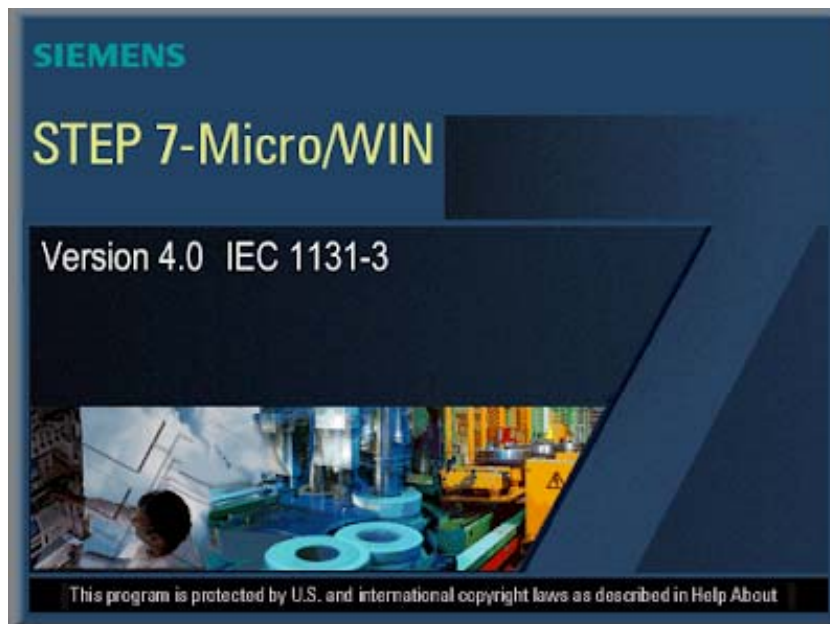 SIEMENS
STEP 7-Micro/WIN
Version 4.0 IEC 1131-3
This program is protected by U.S. and international copyright laws as described in Help About